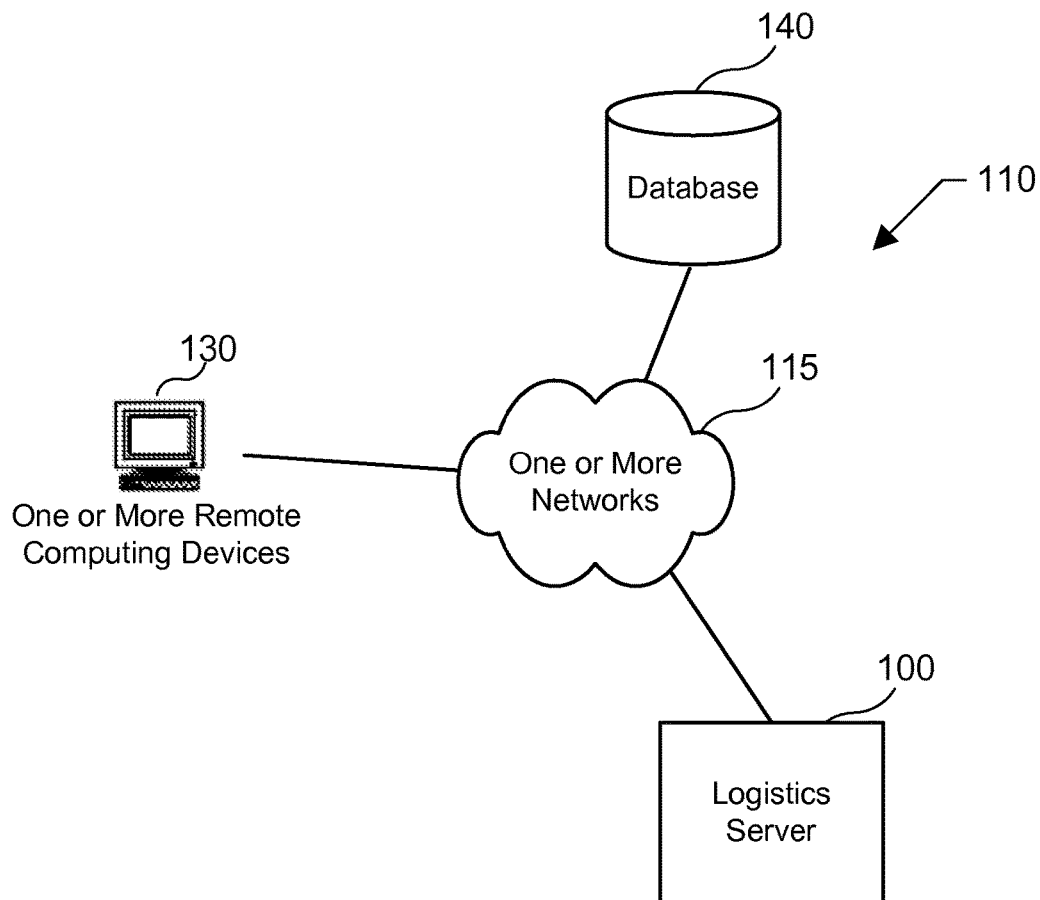 140
Database
110
130
115
One or More
Networks
One or More Remote
Computing Devices
100
Logistics
Server